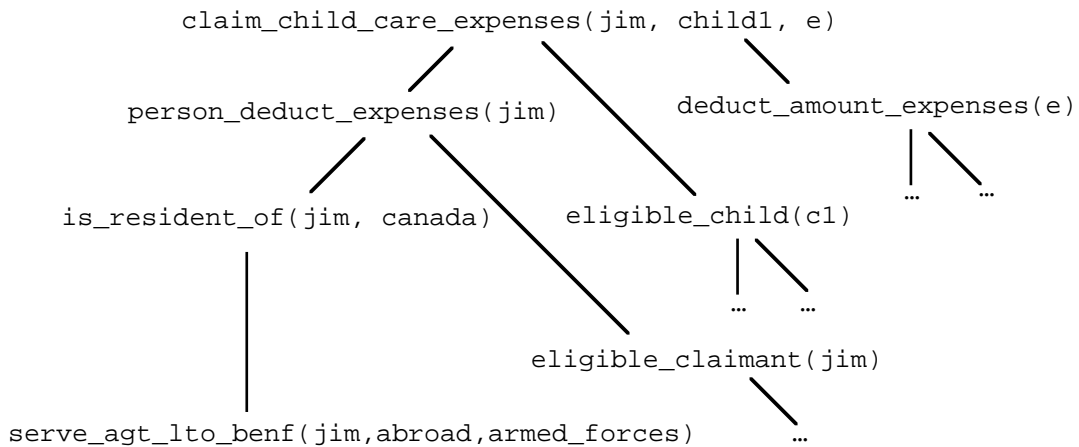 claim_child_care_expenses(jim, child1, e)
person_deduct_expenses(jim)
deduct_amount_expenses(e)
… …
is_resident_of(jim, canada)
eligible_child(c1)
… …
eligible_claimant(jim)
serve_agt_lto_benf(jim,abroad,armed_forces)
…